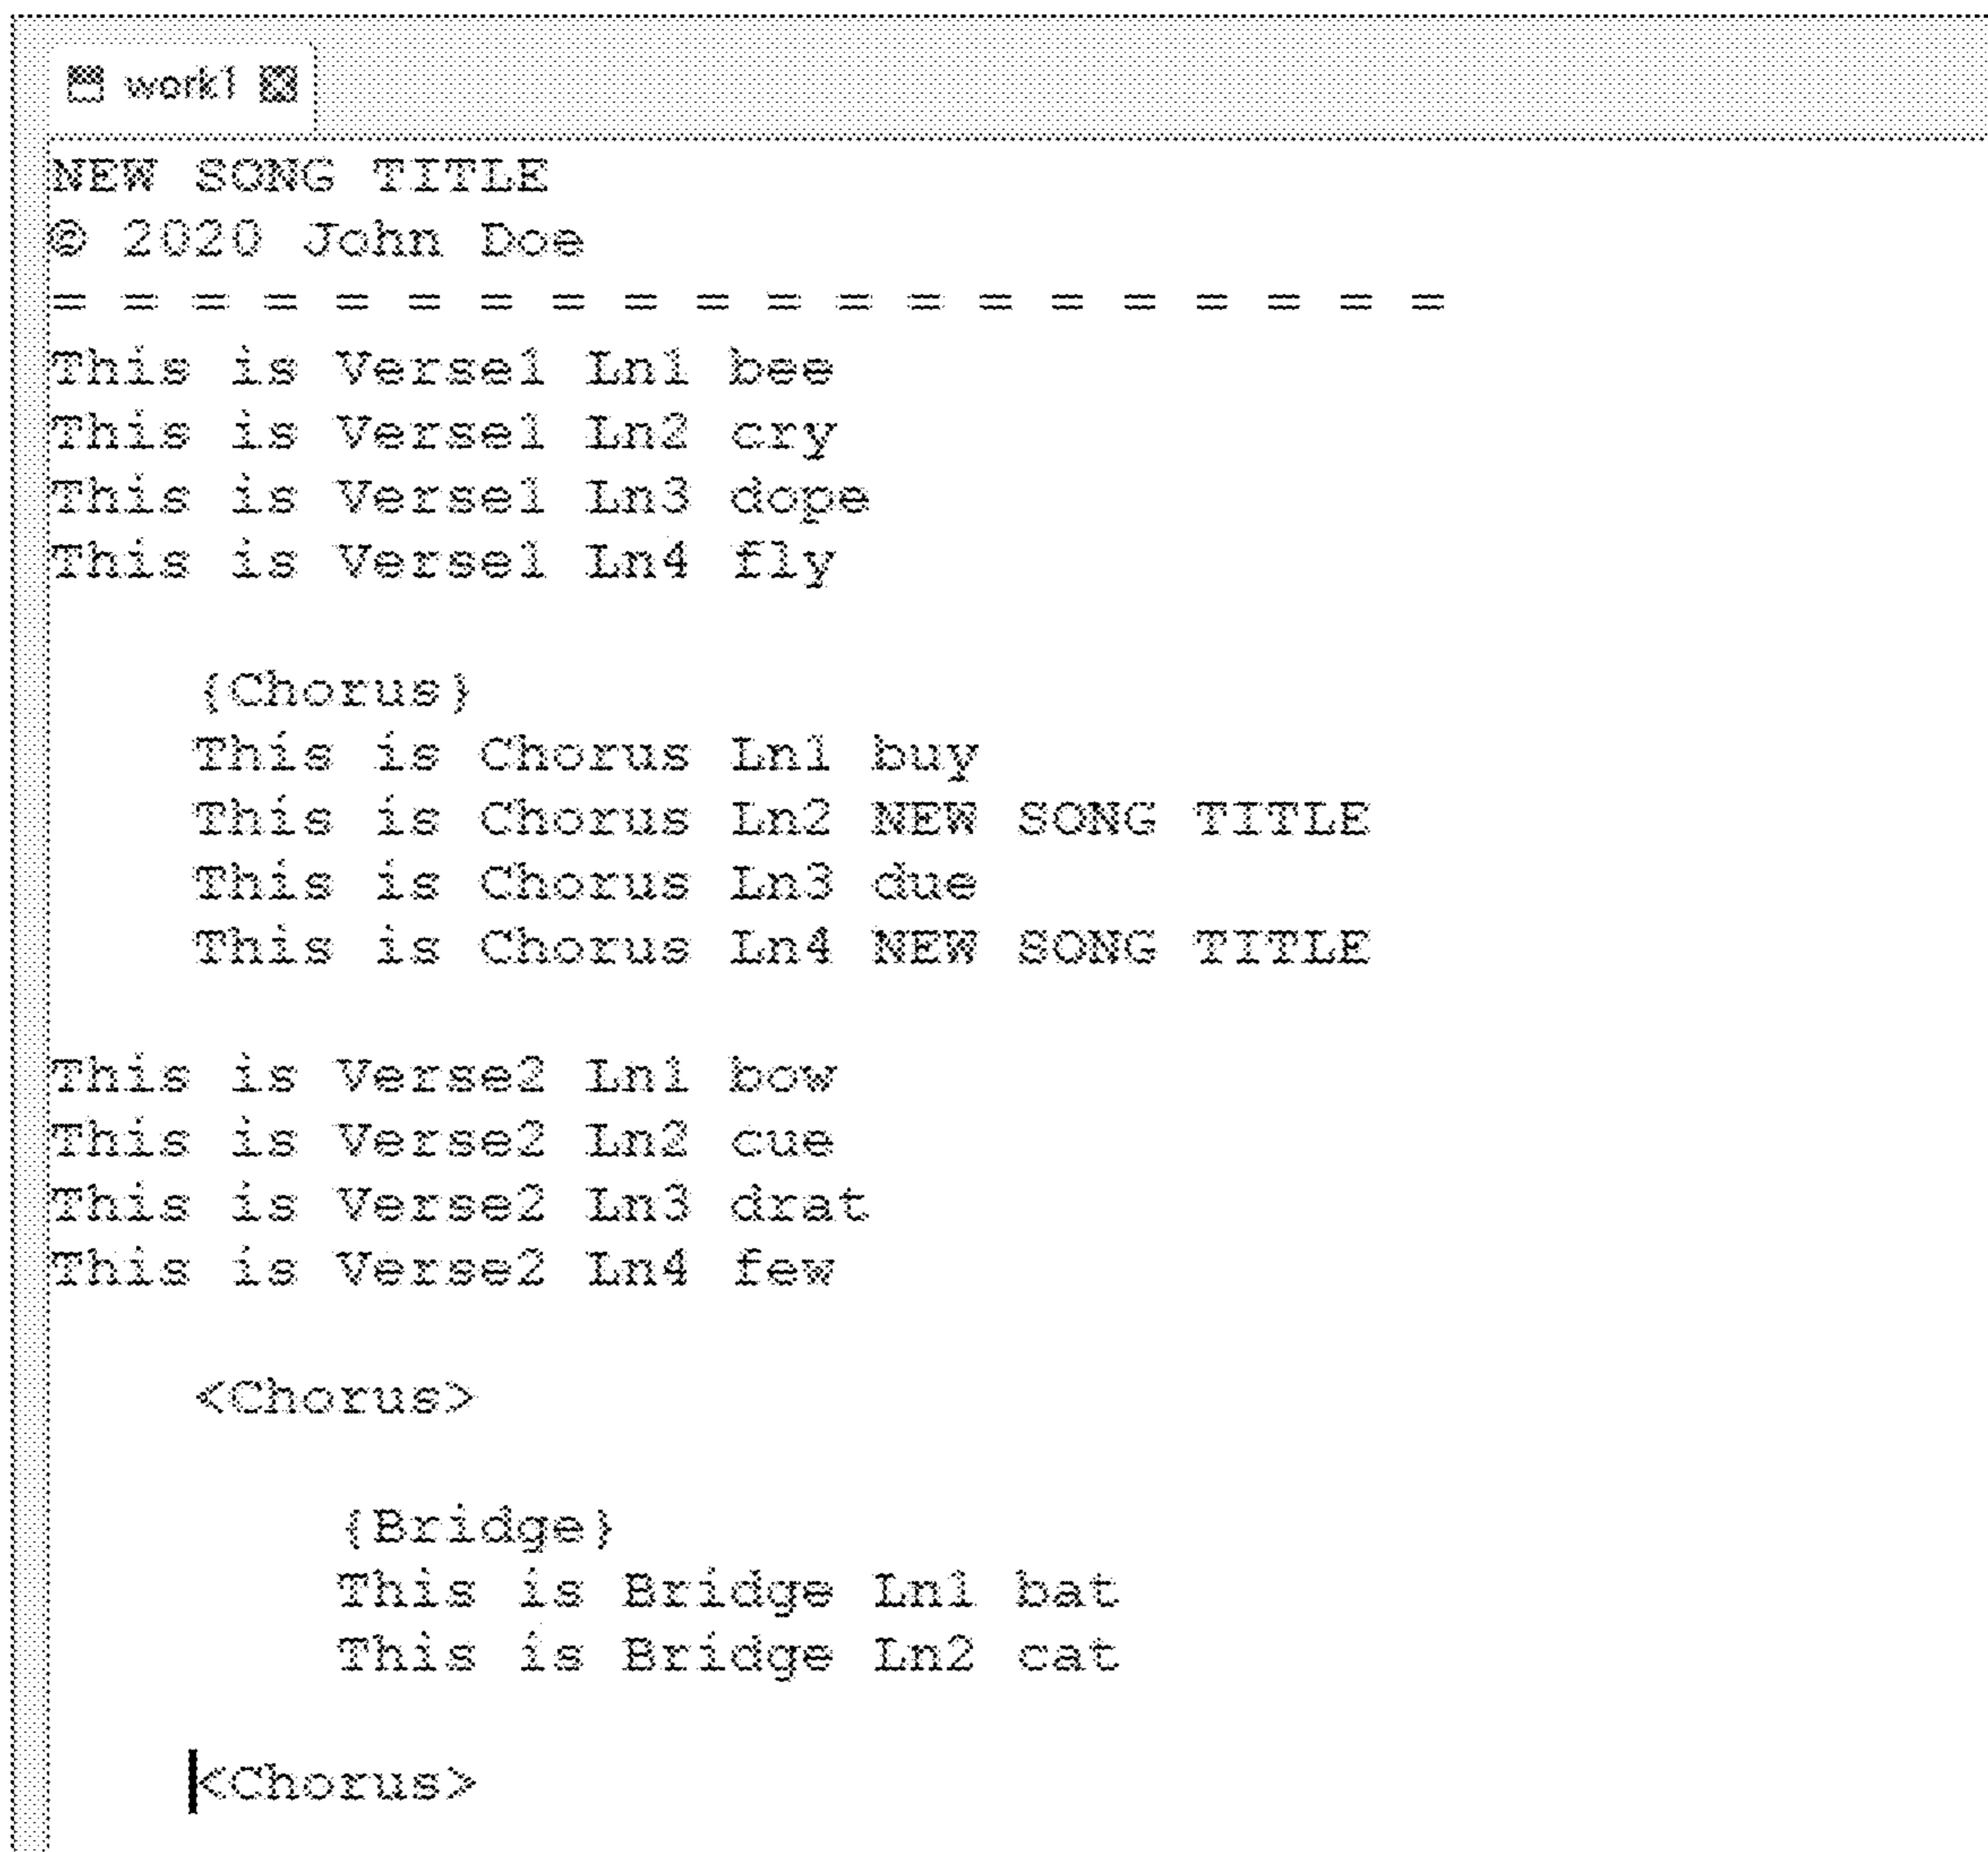 work1
NEW SONG TITLE
© 2020 John Doe
= = = = = = = = = = = = = = = = = = = =
This is Verse1 Ln1 bee
This is Verse1 Ln2 cry
This is Verse1 Ln3 dope
This is Verse1 Ln4 fly
{Chorus}
This is Chorus Ln1 buy
This is Chorus Ln2 NEW SONG TITLE
This is Chorus Ln3 due
This is Chorus Ln4 NEW SONG TITLE
This is Verse2 Ln1 bow
This is Verse2 Ln2 cue
This is Verse2 Ln3 drat
This is Verse2 Ln4 few
<Chorus>
{Bridge}
This is Bridge Ln1 bat
This is Bridge Ln2 cat
<Chorus>